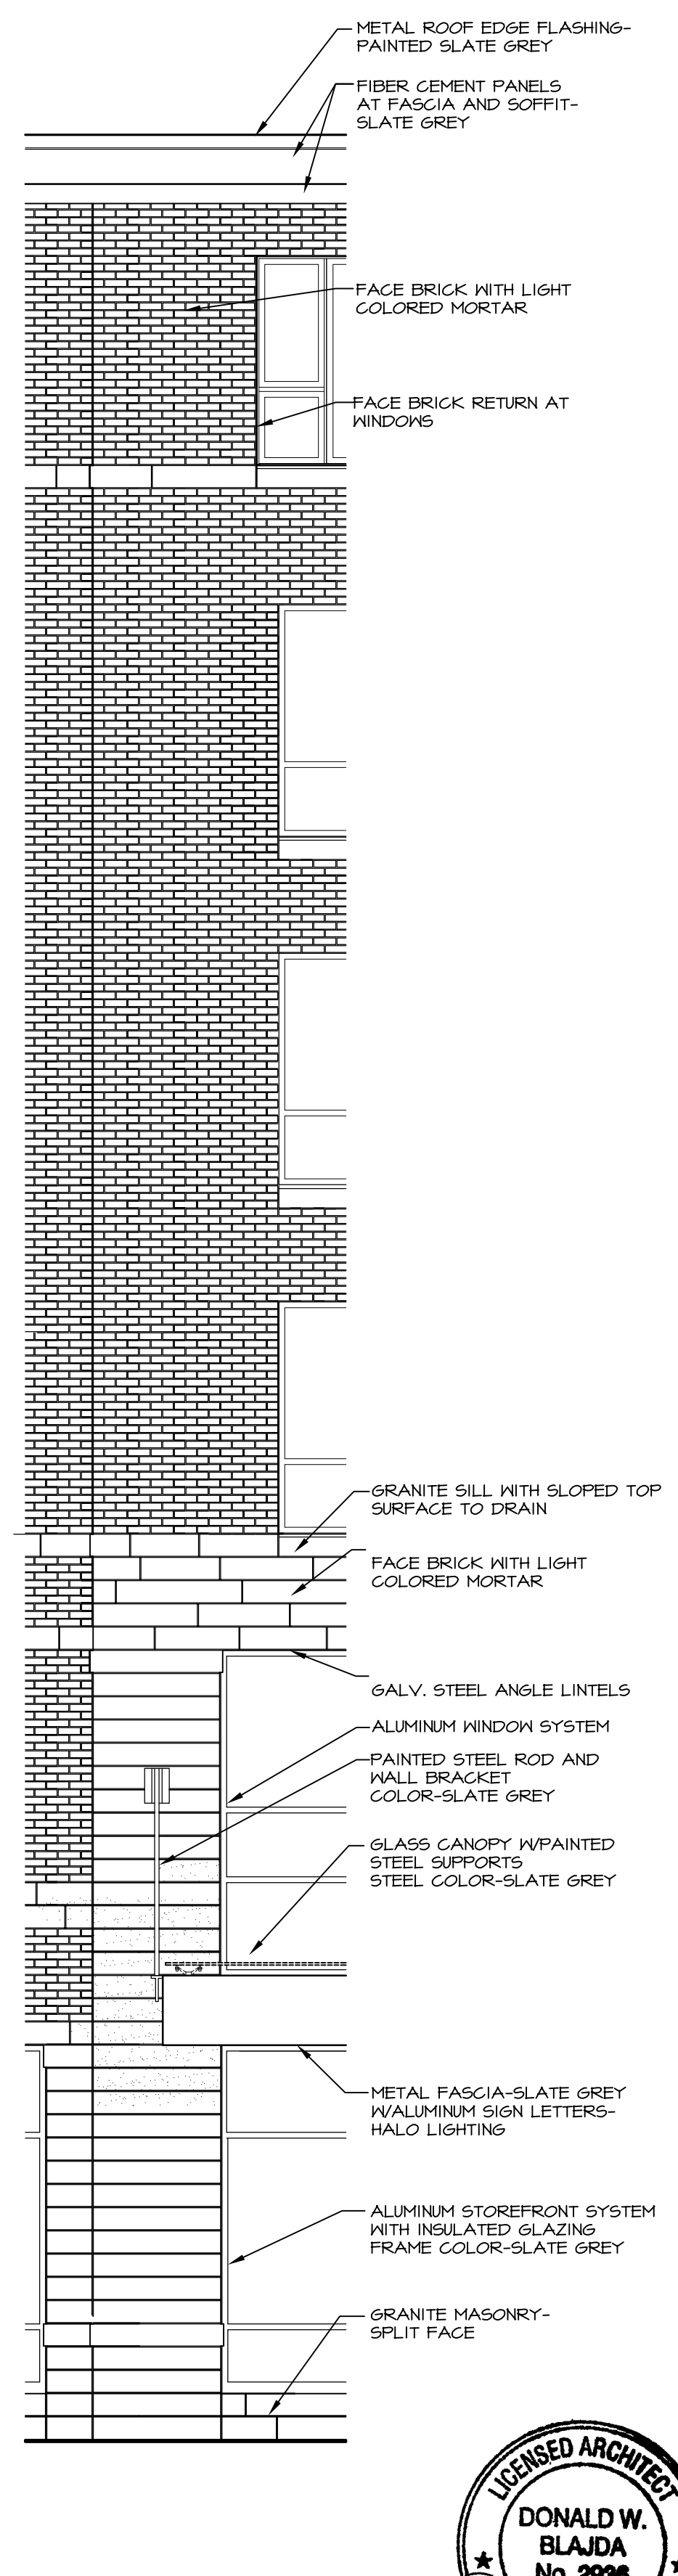 METAL ROOF EDGE FLASHING-
PAINTED SLATE GREY
FIBER CEMENT PANELS
AT FASCIA AND SOFFIT-
SLATE GREY
FACE BRICK WITH LIGHT
COLORED MORTAR
FACE BRICK RETURN AT
WINDOWS
GRANITE SILL WITH SLOPED TOP
SURFACE TO DRAIN
FACE BRICK WITH LIGHT
COLORED MORTAR
GALV. STEEL ANGLE LINTELS
ALUMINUM WINDOW SYSTEM
PAINTED STEEL ROD AND
WALL BRACKET
COLOR-SLATE GREY
GLASS CANOPY W/PAINTED
STEEL SUPPORTS
STEEL COLOR-SLATE GREY
METAL FASCIA-SLATE GREY
W/ALUMINUM SIGN LETTERS-
HALO LIGHTING
ALUMINUM STOREFRONT SYSTEM
WITH INSULATED GLAZING
FRAME COLOR-SLATE GREY
GRANITE MASONRY-
SPLIT FACE
LICENSED ARCHITECT
DONALD W.
BLAJDA
No. 2936